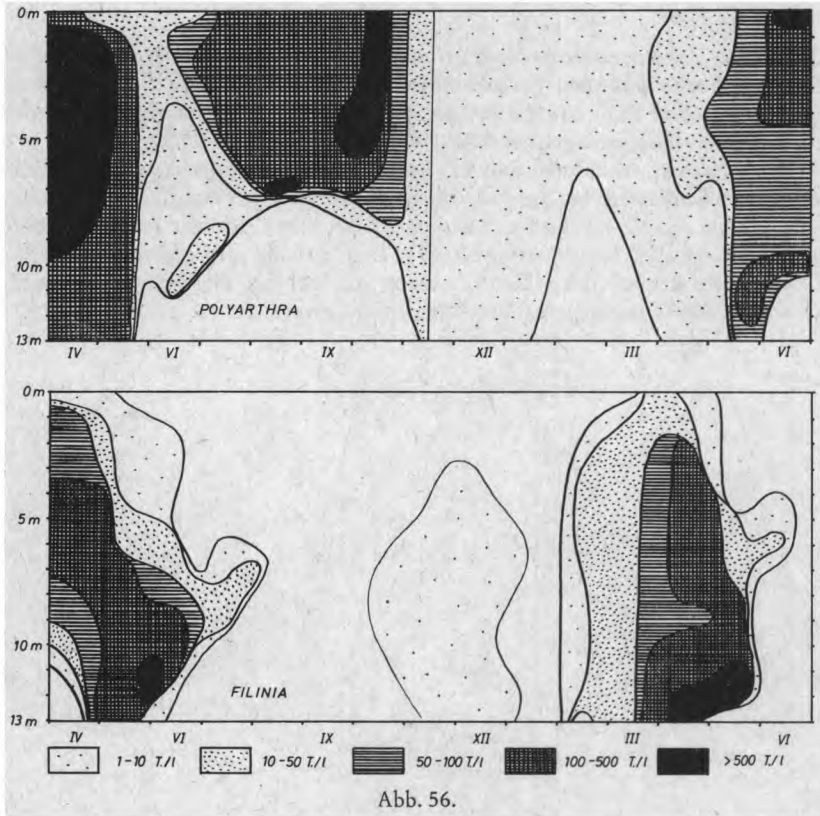 0m
5m
10m
13m
POLYARTHRA
IV VI IX XII III VI
0m
5m
10m
13m
FILINIA
IV VI IX XII III VI
1-10 T./l 10-50 T./l 50-100 T./l 100-500 T./l >500 T./l
Abb. 56.